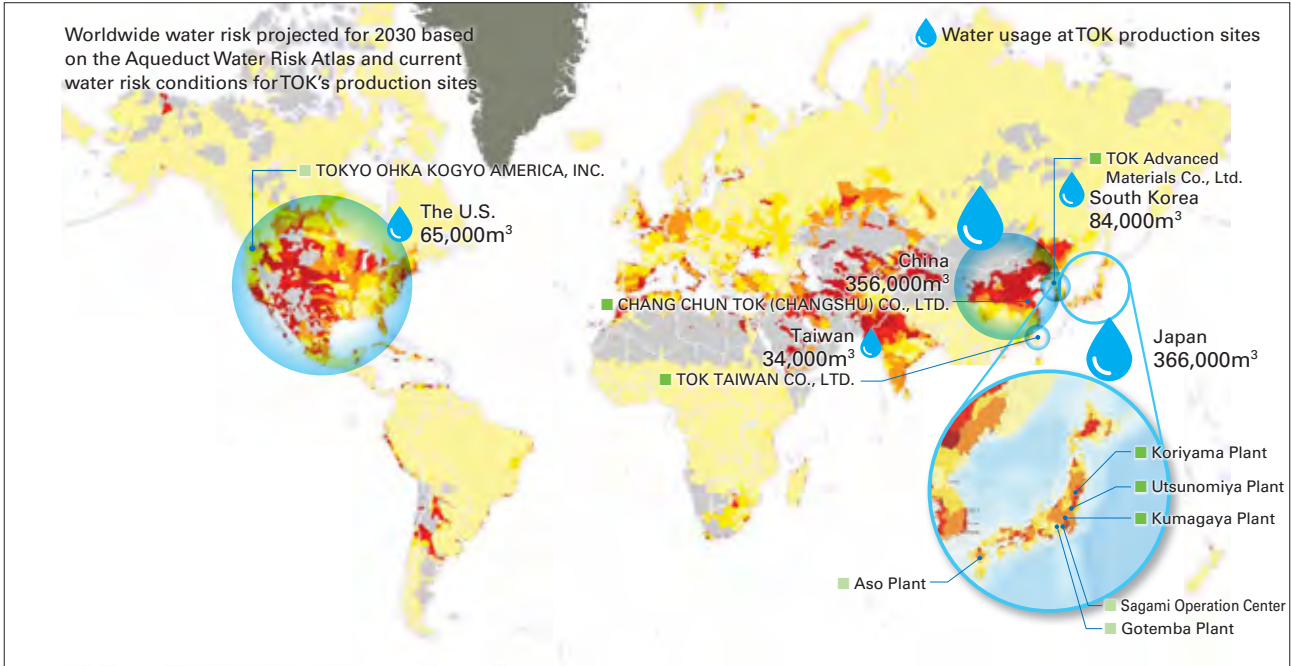 Worldwide water risk projected for 2030 based
on the Aqueduct Water Risk Atlas and current
water risk conditions for TOK's production sites
Water usage at TOK production sites
TOKYO OHKA KOGYO AMERICA, INC.
The U.S.
65,000m³
TOK Advanced
Materials Co., Ltd.
South Korea
84,000m³
China
356,000m³
CHANG CHUN TOK (CHANGSHU) CO., LTD.
Taiwan
34,000m³
TOK TAIWAN CO., LTD.
Japan
366,000m³
Koriyama Plant
Utsunomiya Plant
Kumagaya Plant
Aso Plant
Sagami Operation Center
Gotemba Plant